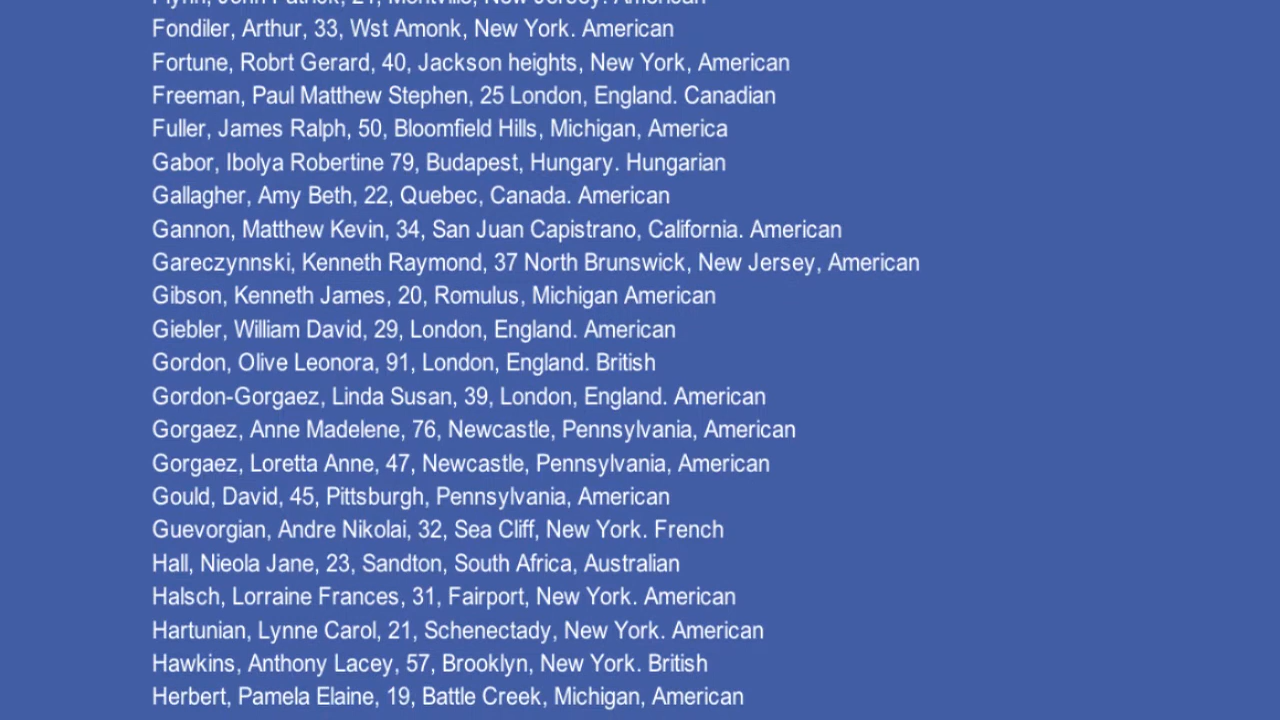 Flynn, John Patrick, 21, Montville, New Jersey. American
Fondiler, Arthur, 33, Wst Amonk, New York. American
Fortune, Robrt Gerard, 40, Jackson heights, New York, American
Freeman, Paul Matthew Stephen, 25 London, England. Canadian
Fuller, James Ralph, 50, Bloomfield Hills, Michigan, America
Gabor, Ibolya Robertine 79, Budapest, Hungary. Hungarian
Gallagher, Amy Beth, 22, Quebec, Canada. American
Gannon, Matthew Kevin, 34, San Juan Capistrano, California. American
Gareczynnski, Kenneth Raymond, 37 North Brunswick, New Jersey, American
Gibson, Kenneth James, 20, Romulus, Michigan American
Giebler, William David, 29, London, England. American
Gordon, Olive Leonora, 91, London, England. British
Gordon-Gorgaez, Linda Susan, 39, London, England. American
Gorgaez, Anne Madelene, 76, Newcastle, Pennsylvania, American
Gorgaez, Loretta Anne, 47, Newcastle, Pennsylvania, American
Gould, David, 45, Pittsburgh, Pennsylvania, American
Guevorgian, Andre Nikolai, 32, Sea Cliff, New York. French
Hall, Nieola Jane, 23, Sandton, South Africa, Australian
Halsch, Lorraine Frances, 31, Fairport, New York. American
Hartunian, Lynne Carol, 21, Schenectady, New York. American
Hawkins, Anthony Lacey, 57, Brooklyn, New York. British
Herbert, Pamela Elaine, 19, Battle Creek, Michigan, American